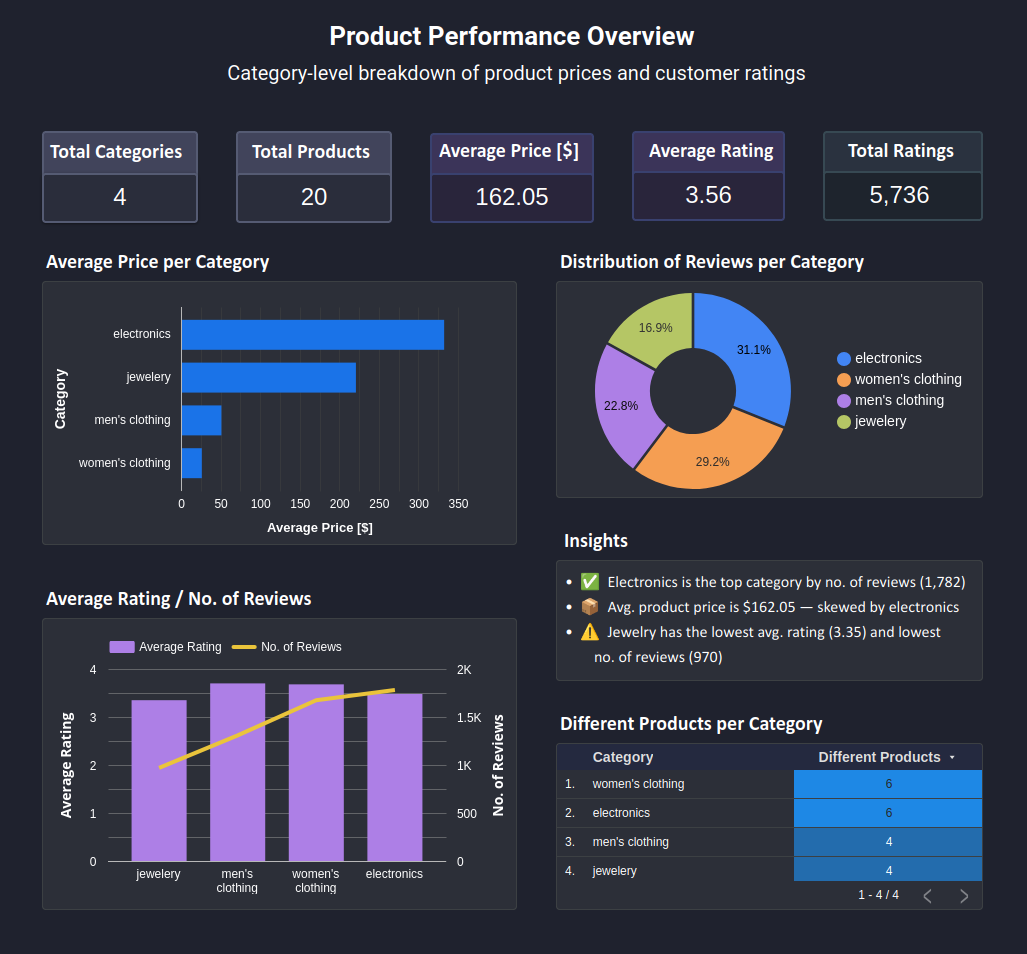 Product Performance Overview
Category-level breakdown of product prices and customer ratings
Total Categories
4
Total Products
20
Average Price [$]
162.05
Average Rating
3.56
Total Ratings
5,736
Average Price per Category
Category
electronics
jewelery
men's clothing
women's clothing
0 50 100 150 200 250 300 350
Average Price [$]
Distribution of Reviews per Category
16.9%
31.1%
22.8%
29.2%
electronics
women's clothing
men's clothing
jewelery
Insights
• ✅ Electronics is the top category by no. of reviews (1,782)
• 📦 Avg. product price is $162.05 — skewed by electronics
• ⚠️ Jewelry has the lowest avg. rating (3.35) and lowest
no. of reviews (970)
Average Rating / No. of Reviews
Average Rating No. of Reviews
Average Rating
4
3
2
1
0
2K
1.5K
1K
500
0
No. of Reviews
jewelery
men's
clothing
women's
clothing
electronics
Different Products per Category
Category Different Products
1. women's clothing 6
2. electronics 6
3. men's clothing 4
4. jewelery 4
1 - 4 / 4